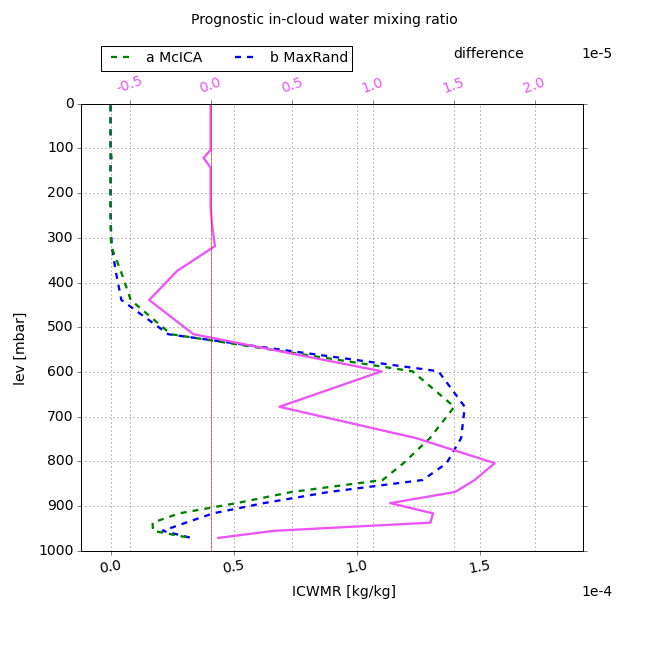 Prognostic in-cloud water mixing ratio
a McICA b MaxRand difference 1e-5
-0.5 0.0 0.5 1.0 1.5 2.0
0
100
200
300
400
500
600
700
800
900
1000
lev [mbar]
0.0 0.5 1.0 1.5
ICWMR [kg/kg] 1e-4